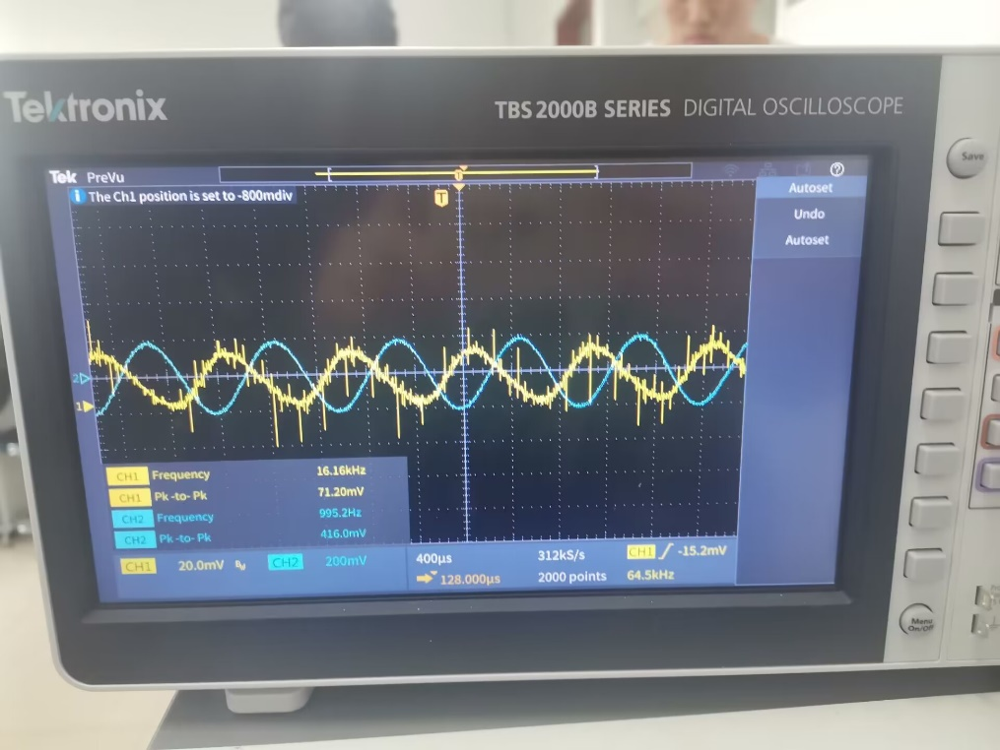 Tektronix
TBS 2000B SERIES DIGITAL OSCILLOSCOPE
Save
Tek PreVu
T
i The Ch1 position is set to -800mdiv
T
Autoset
Undo
Autoset
2
1
CH1 Frequency 16.16kHz
CH1 Pk-to-Pk 71.20mV
CH2 Frequency 995.2Hz
CH2 Pk-to-Pk 416.0mV
CH1 20.0mV BW CH2 200mV
400µs 312kS/s CH1 -15.2mV
128.000µs 2000 points 64.5kHz
Menu
On/Off